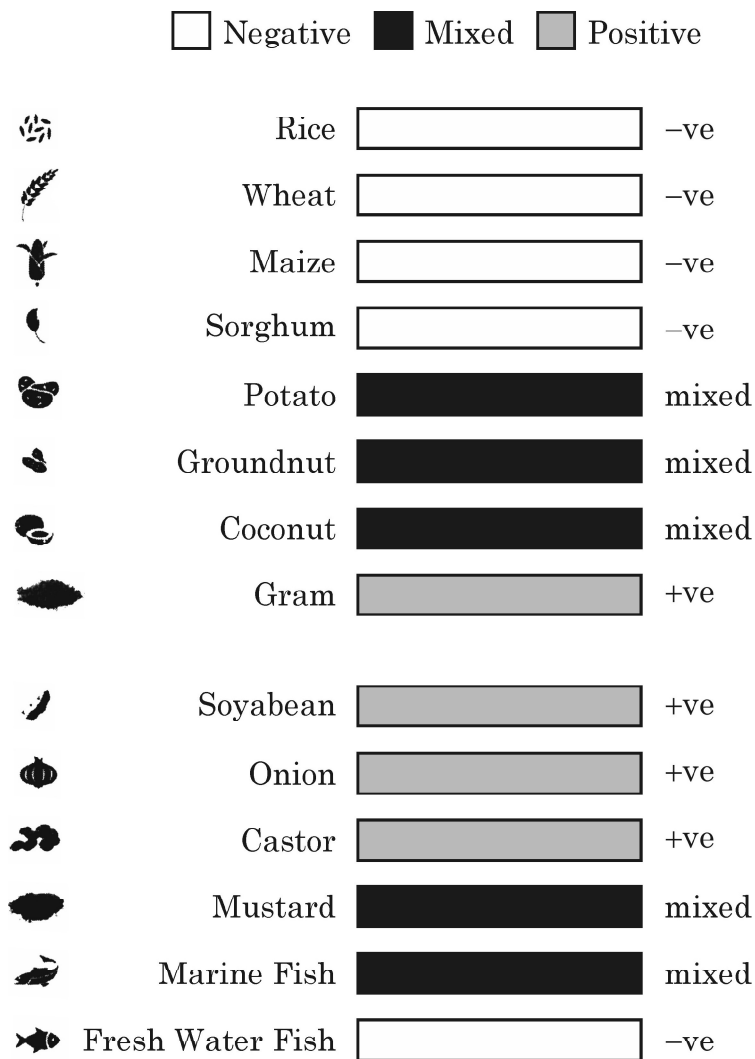 Negative Mixed Positive
Rice –ve
Wheat –ve
Maize –ve
Sorghum –ve
Potato mixed
Groundnut mixed
Coconut mixed
Gram +ve
Soyabean +ve
Onion +ve
Castor +ve
Mustard mixed
Marine Fish mixed
Fresh Water Fish –ve